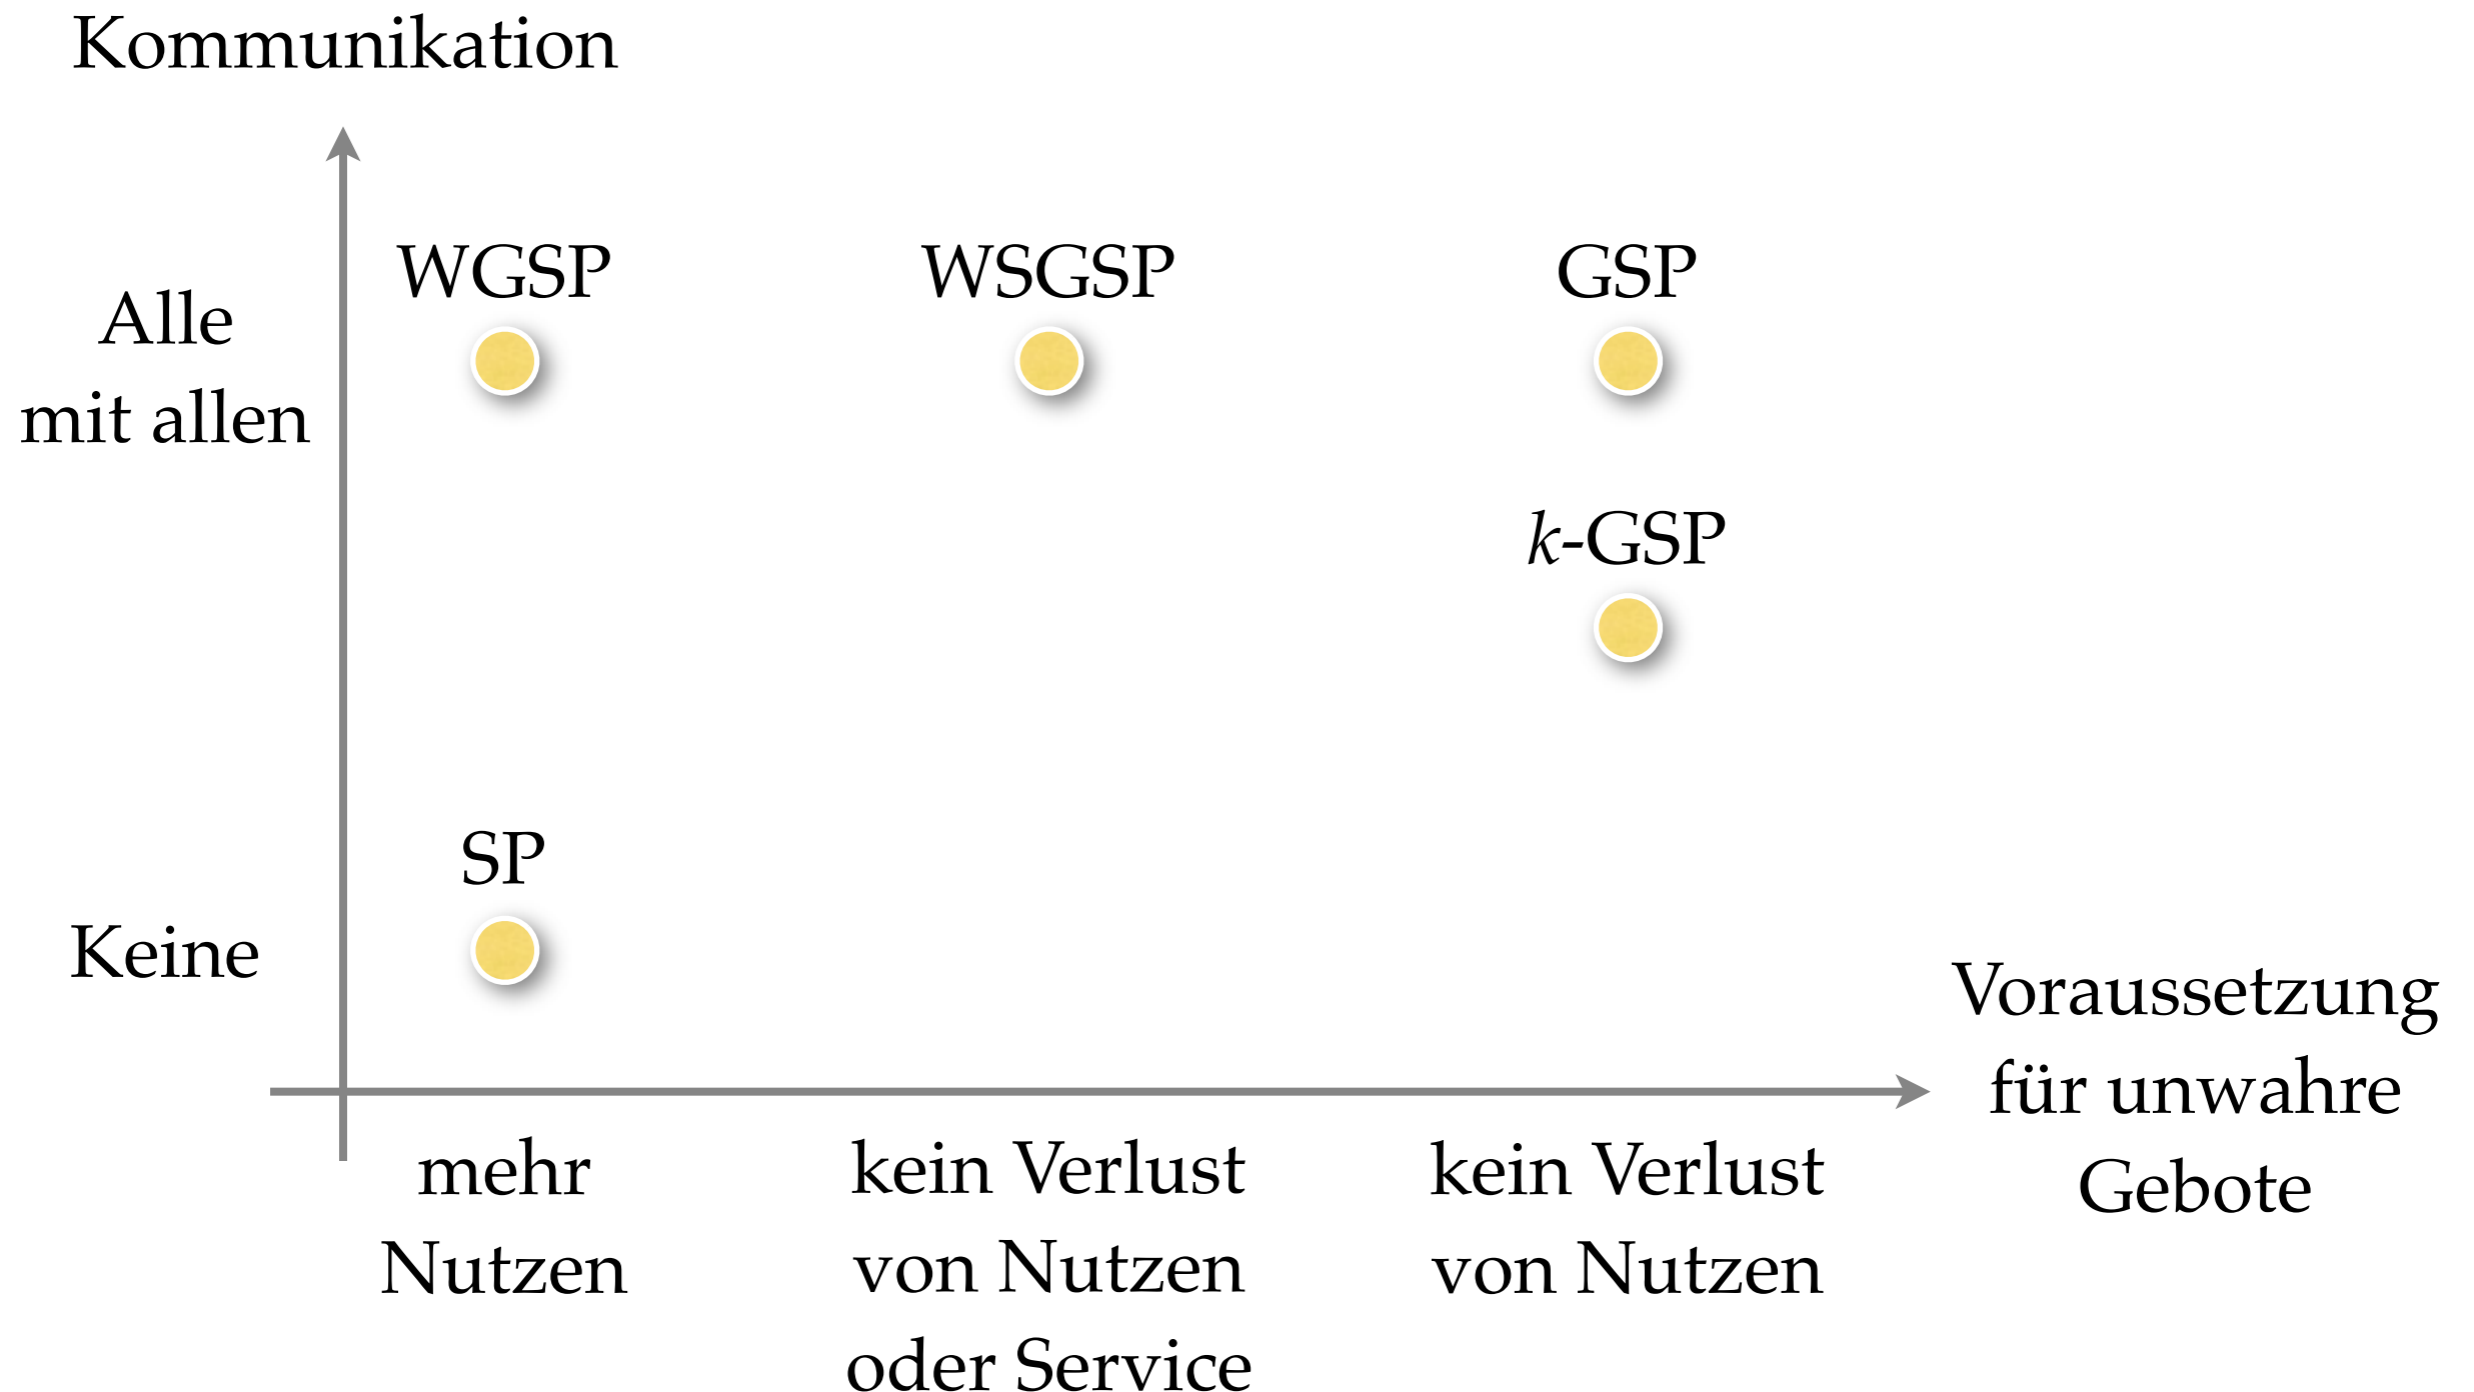 Kommunikation
WGSP
WSGSP
GSP
Alle
mit allen
k-GSP
SP
Keine
Voraussetzung
für unwahre
Gebote
mehr
Nutzen
kein Verlust
von Nutzen
oder Service
kein Verlust
von Nutzen